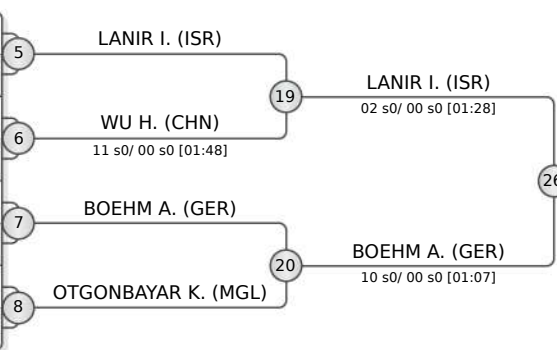 5
LANIR I. (ISR)
19
LANIR I. (ISR)
02 s0/ 00 s0 [01:28]
6
WU H. (CHN)
11 s0/ 00 s0 [01:48]
26
7
BOEHM A. (GER)
20
BOEHM A. (GER)
10 s0/ 00 s0 [01:07]
8
OTGONBAYAR K. (MGL)